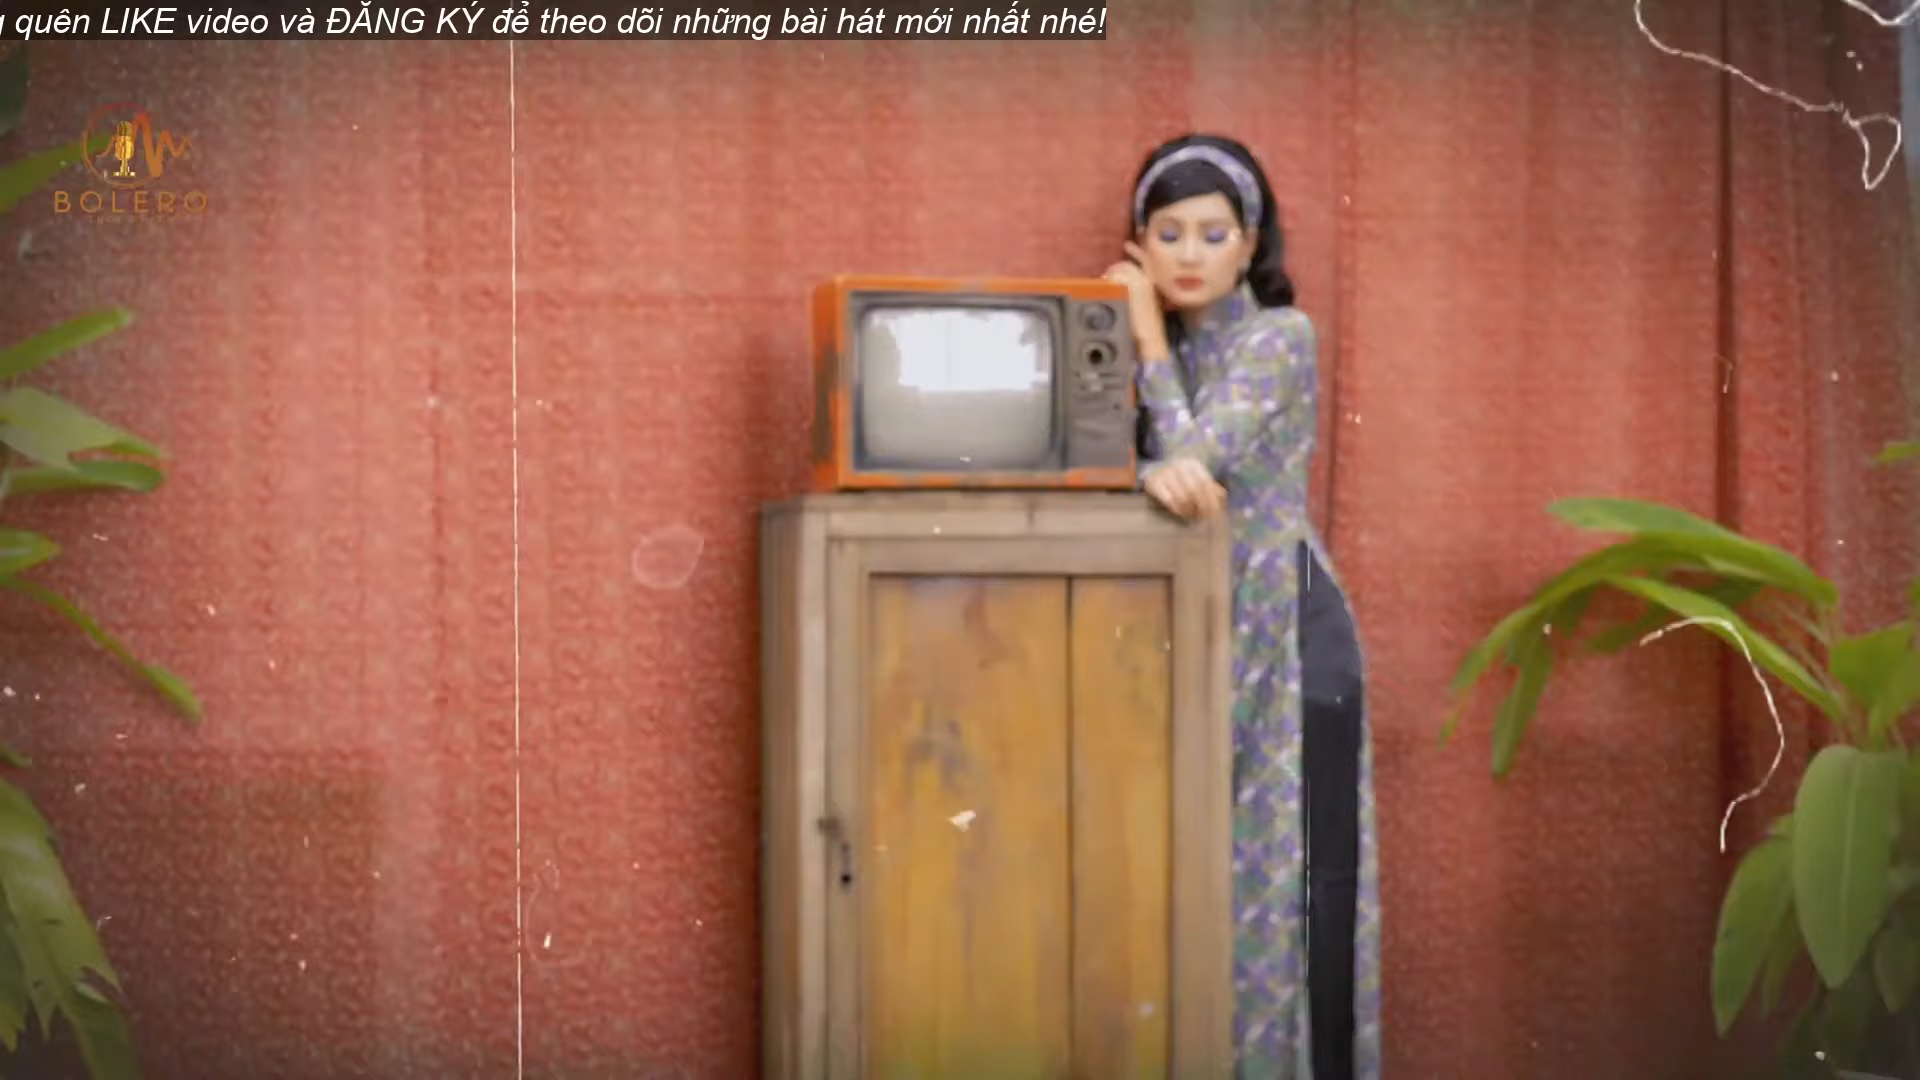 g quên LIKE video và ĐĂNG KÝ để theo dõi những bài hát mới nhất nhé!
BOLERO